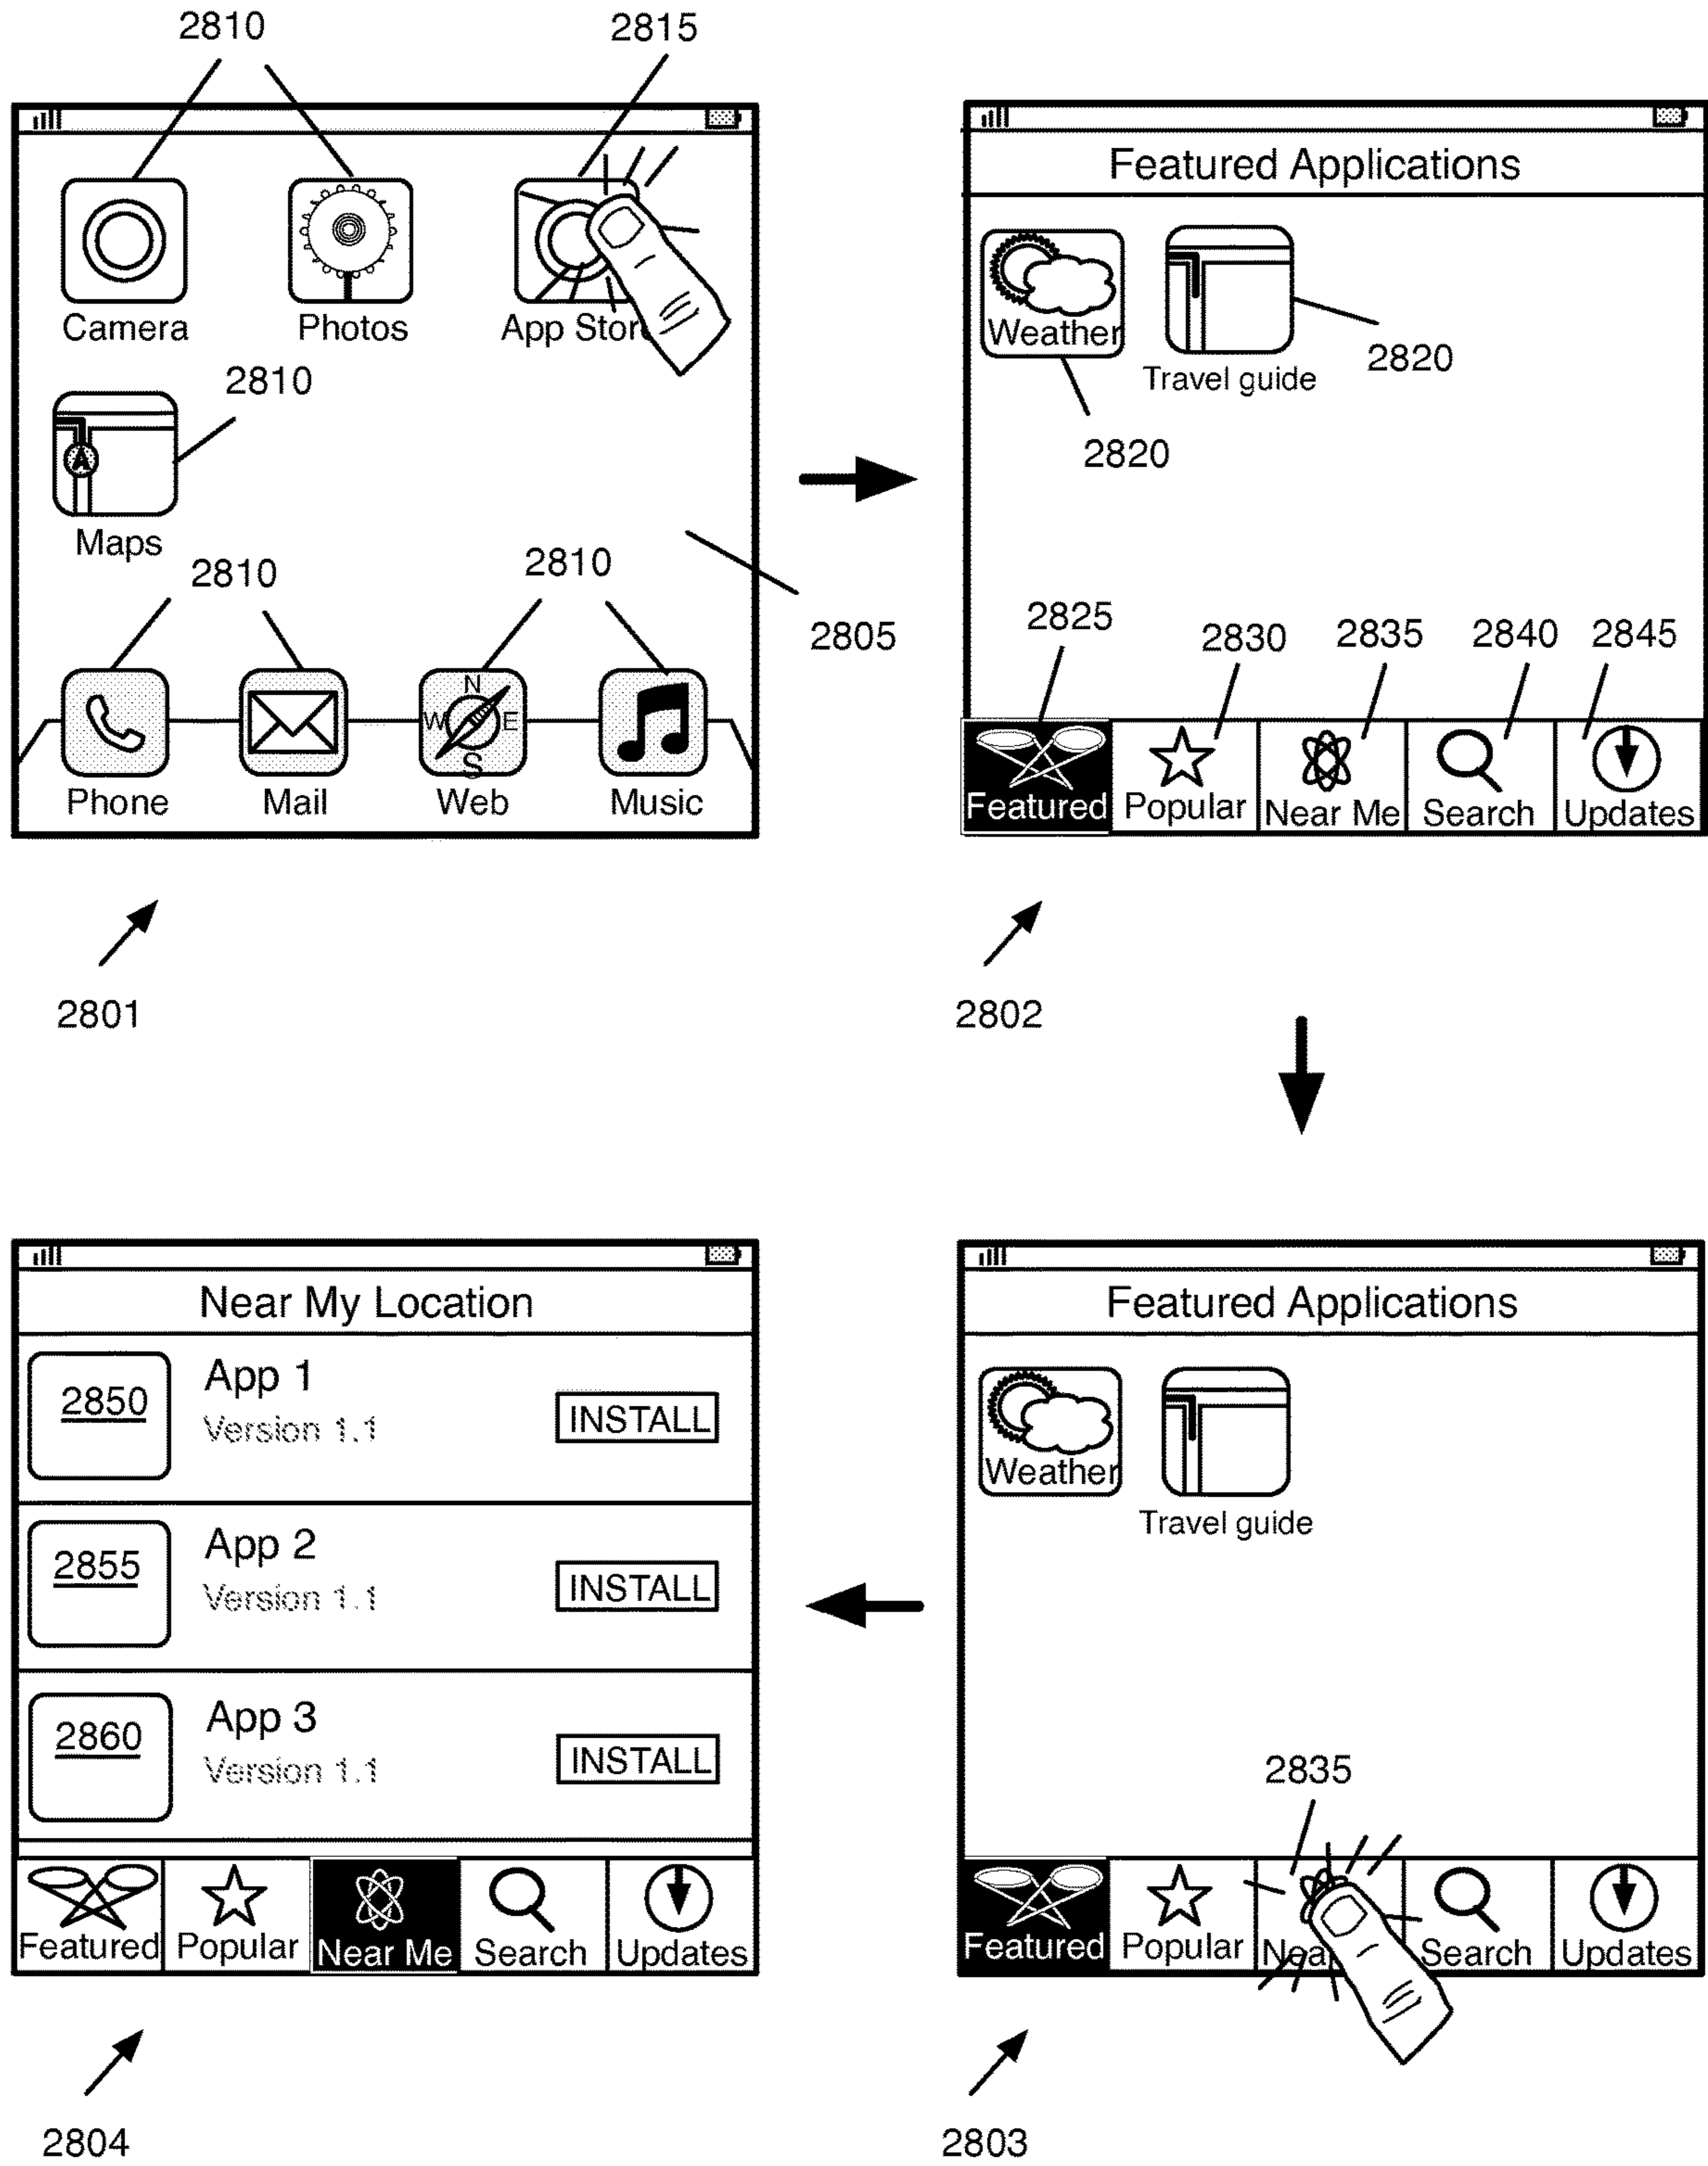 2810
2815
Camera
Photos
App Store
2810
A
Maps
2810
2810
2805
N
W
E
S
Phone
Mail
Web
Music
2801
Featured Applications
Weather
Travel guide
2820
2820
2825
2830
2835
2840
2845
Featured
Popular
Near Me
Search
Updates
2802
Near My Location
2850
App 1
Version 1.1
INSTALL
2855
App 2
Version 1.1
INSTALL
2860
App 3
Version 1.1
INSTALL
Featured
Popular
Near Me
Search
Updates
2804
Featured Applications
Weather
Travel guide
2835
Featured
Popular
Nea
Search
Updates
2803